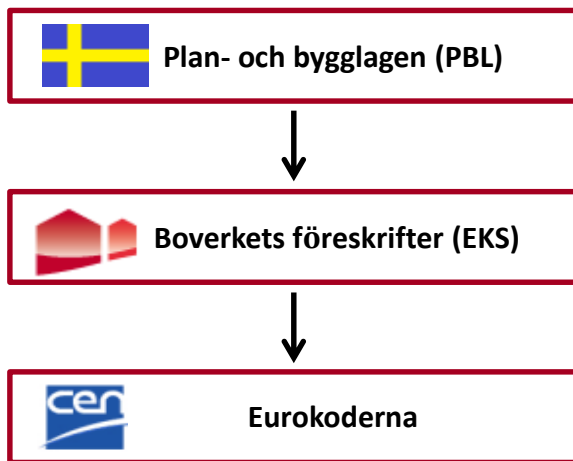 Plan- och bygglagen (PBL)
Boverkets föreskrifter (EKS)
cen
Eurokoderna